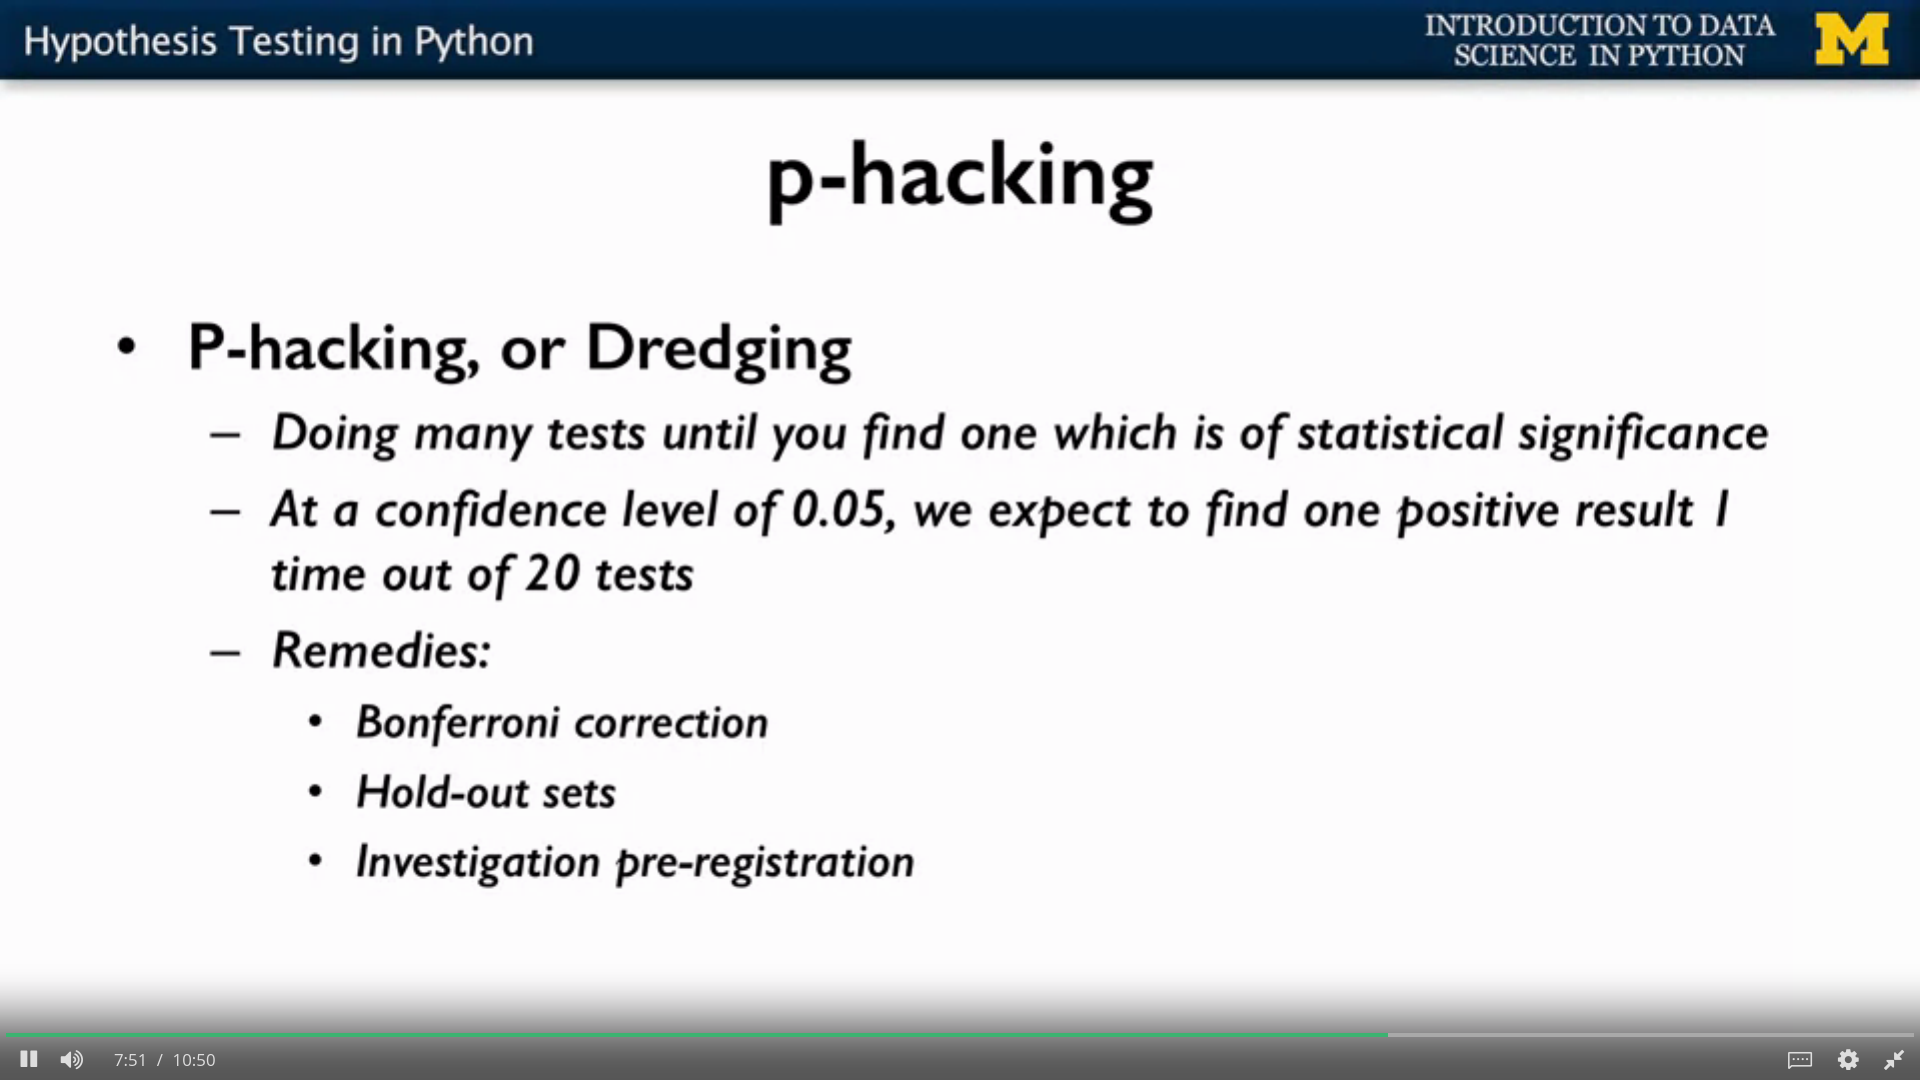 Hypothesis Testing in Python
INTRODUCTION TO DATA
SCIENCE IN PYTHON
M
p-hacking
• P-hacking, or Dredging
– Doing many tests until you find one which is of statistical significance
– At a confidence level of 0.05, we expect to find one positive result 1
time out of 20 tests
– Remedies:
• Bonferroni correction
• Hold-out sets
• Investigation pre-registration
7:51 / 10:50